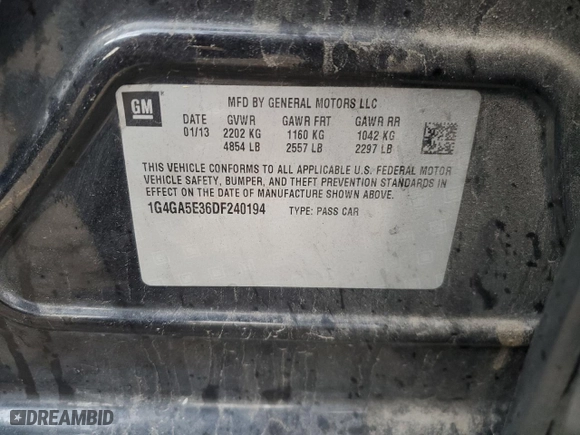 GM
MFD BY GENERAL MOTORS LLC
DATE GVWR GAWR FRT GAWR RR
01/13 2202 KG 1160 KG 1042 KG
4854 LB 2557 LB 2297 LB
THIS VEHICLE CONFORMS TO ALL APPLICABLE U.S. FEDERAL MOTOR
VEHICLE SAFETY, BUMPER, AND THEFT PREVENTION STANDARDS IN
EFFECT ON THE DATE OF MANUFACTURE SHOWN ABOVE.
1G4GA5E36DF240194 TYPE: PASS CAR
DREAMBID